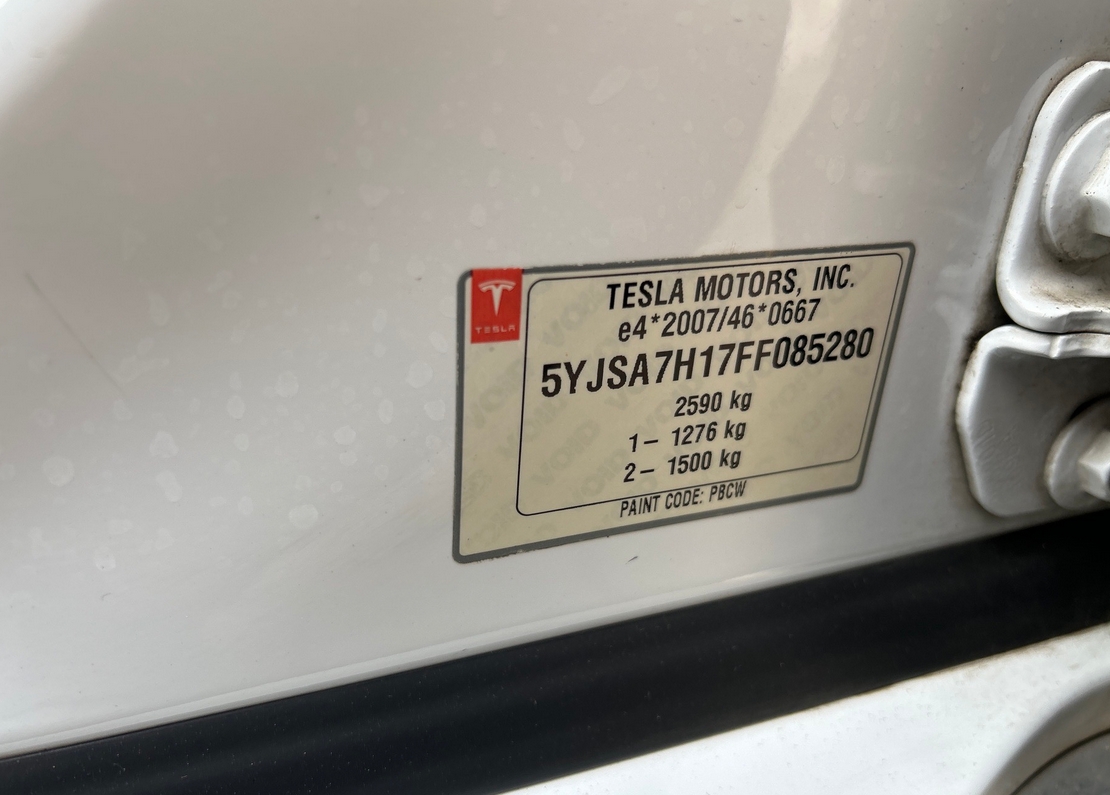 TESLA
TESLA MOTORS, INC.
e4*2007/46*0667
5YJSA7H17FF085280
2590 kg
1- 1276 kg
2- 1500 kg
PAINT CODE: PBCW